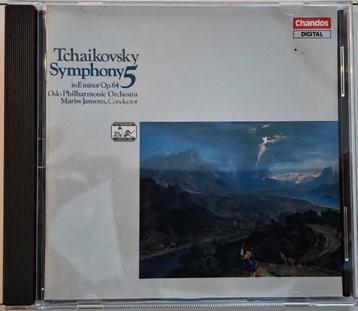 Chandos
DIGITAL
Tchaikovsky
Symphony 5
in E minor Op.64
Oslo Philharmonic Orchestra
Mariss Jansons, Conductor